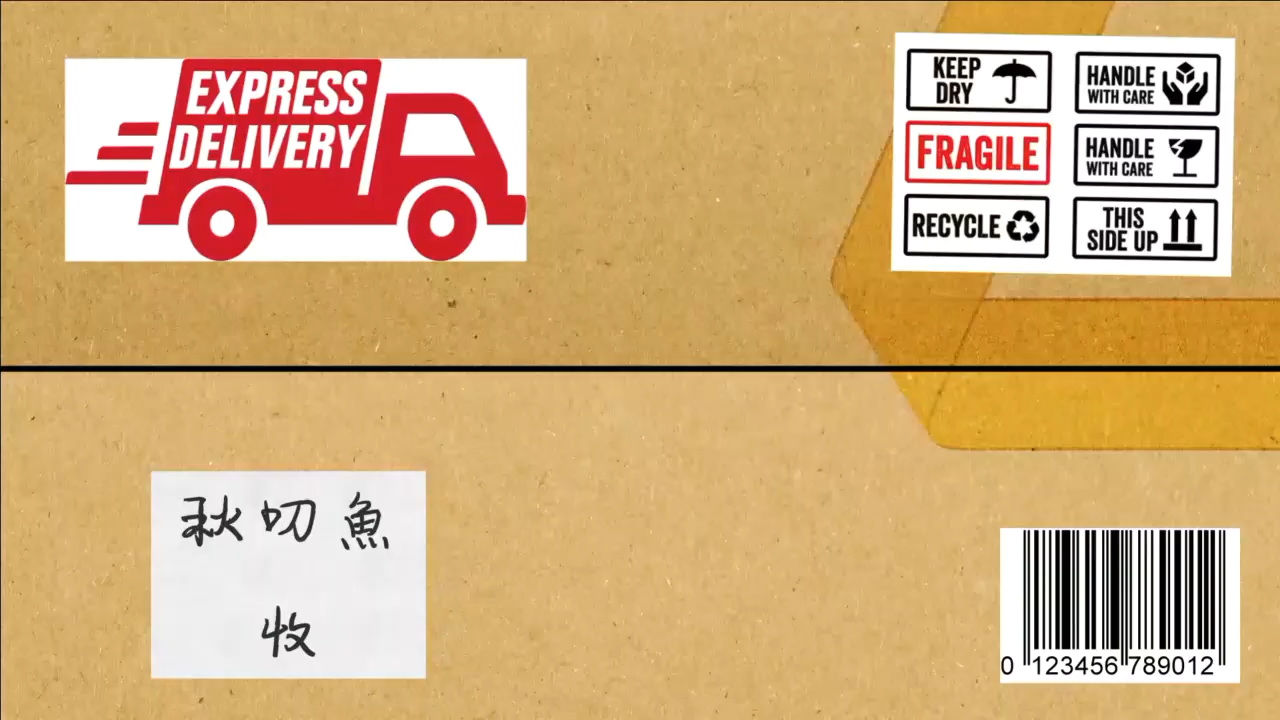 EXPRESS
DELIVERY
KEEP
DRY
HANDLE
WITH CARE
FRAGILE
HANDLE
WITH CARE
RECYCLE
THIS
SIDE UP
秋叨魚
收
0 123456 789012